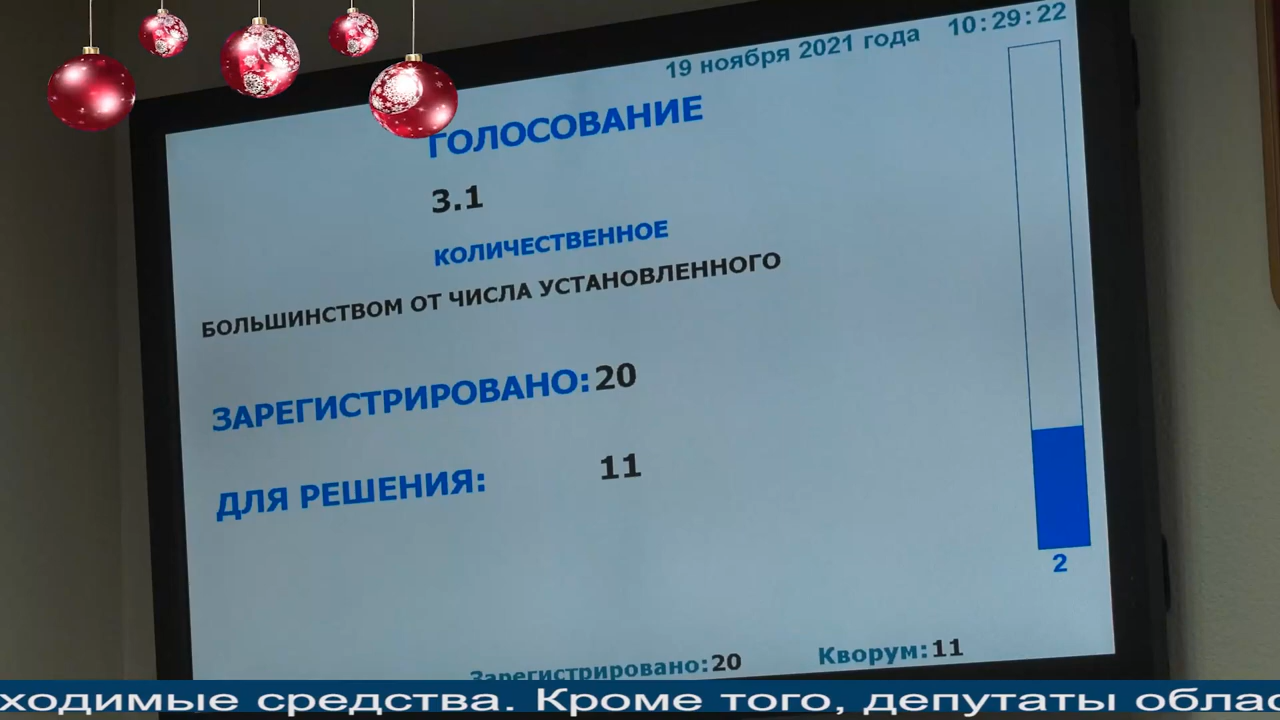 19 ноября 2021 года 10:29:22
ГОЛОСОВАНИЕ
3.1
КОЛИЧЕСТВЕННОЕ
БОЛЬШИНСТВОМ ОТ ЧИСЛА УСТАНОВЛЕННОГО
ЗАРЕГИСТРИРОВАНО: 20
ДЛЯ РЕШЕНИЯ: 11
2
Зарегистрировано: 20 Кворум: 11
ходимые средства. Кроме того, депутаты облас